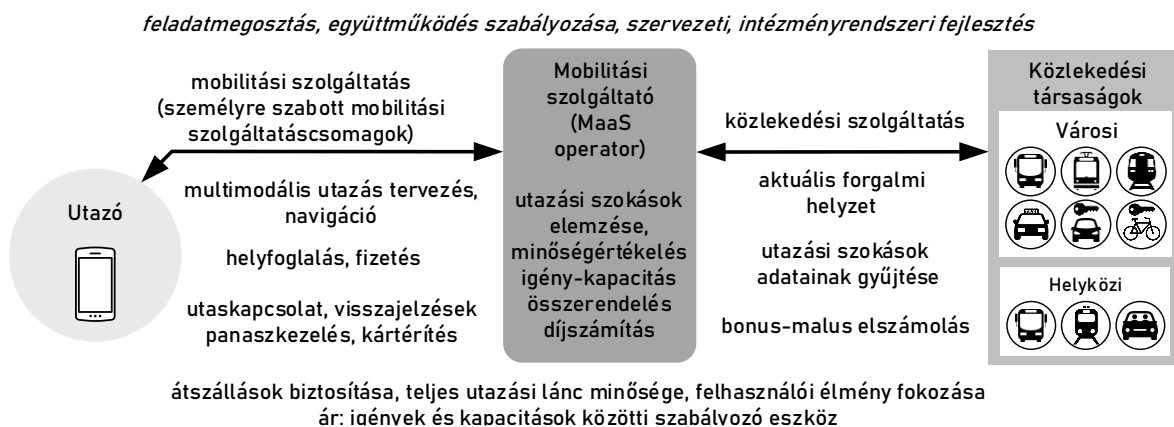 feladatmegosztás, együttműködés szabályozása, szervezeti, intézményrendszeri fejlesztés
Utazó
mobilitási szolgáltatás
(személyre szabott mobilitási
szolgáltatáscsomagok)
multimodális utazás tervezés,
navigáció
helyfoglalás, fizetés
utaskapcsolat, visszajelzések
panaszkezelés, kártérítés
Mobilitási
szolgáltató
(MaaS
operator)
utazási szokások
elemzése,
minőségértékelés
igény-kapacitás
összerendelés
díjszámítás
közlekedési szolgáltatás
aktuális forgalmi
helyzet
utazási szokások
adatainak gyűjtése
bonus-malus elszámolás
Közlekedési
társaságok
Városi
TAXI
Helyközi
átszállások biztosítása, teljes utazási lánc minősége, felhasználói élmény fokozása
ár: igények és kapacitások közötti szabályozó eszköz